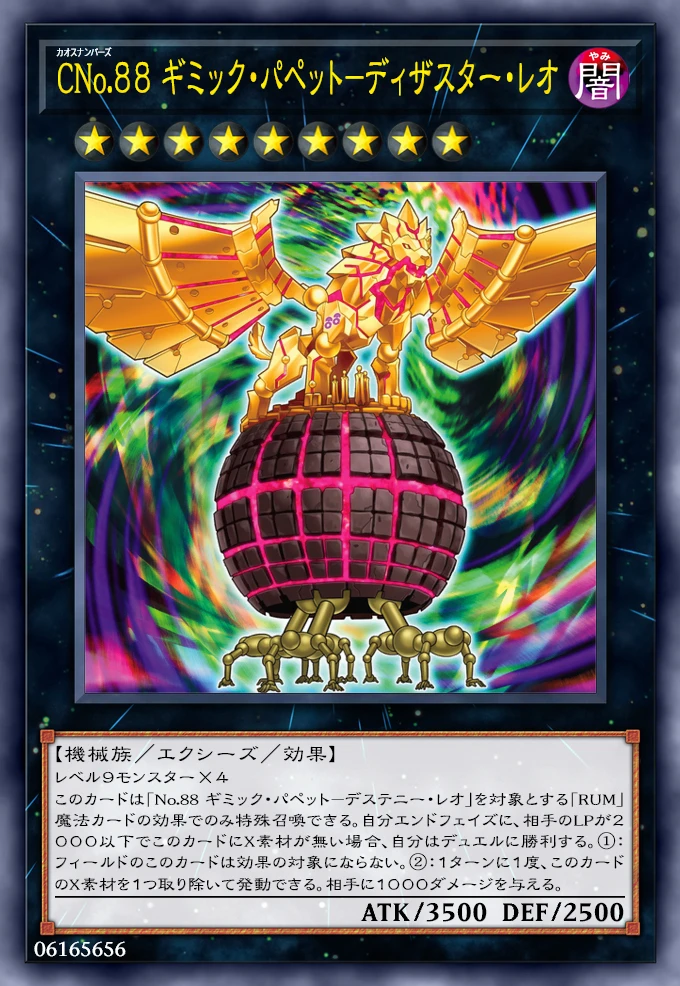 カオスナンバーズ
CNo.88 ギミック・パペットーディザスター・レオ
やみ
闇
88
【機械族／エクシーズ／効果】
レベル9モンスター×4
このカードは「No.88 ギミック・パペットーデステニー・レオ」を対象とする「RUM」
魔法カードの効果でのみ特殊召喚できる。自分エンドフェイズに、相手のLPが2
000以下でこのカードにX素材が無い場合、自分はデュエルに勝利する。①：
フィールドのこのカードは効果の対象にならない。②：1ターンに1度、このカード
のX素材を1つ取り除いて発動できる。相手に1000ダメージを与える。
ATK/3500 DEF/2500
06165656